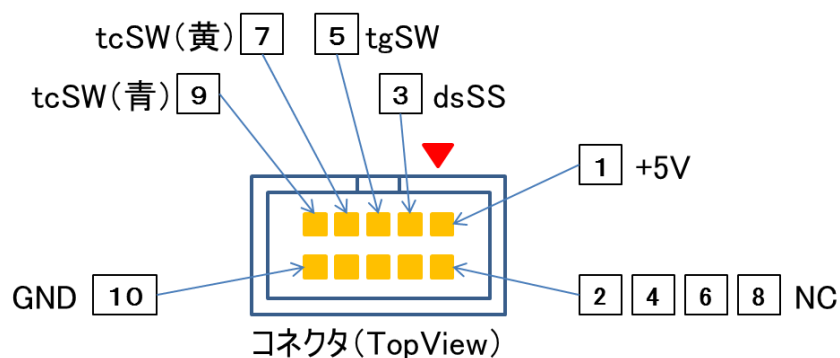 tcSW(黄) 7 5 tgSW
tcSW(青) 9 3 dsSS
1 +5V
GND 10 2 4 6 8 NC
コネクタ(TopView)